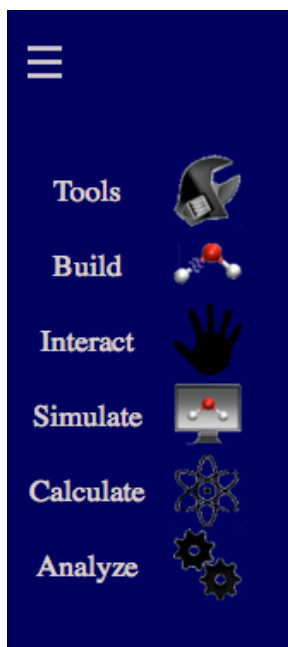 Tools
Build
Interact
Simulate
Calculate
Analyze